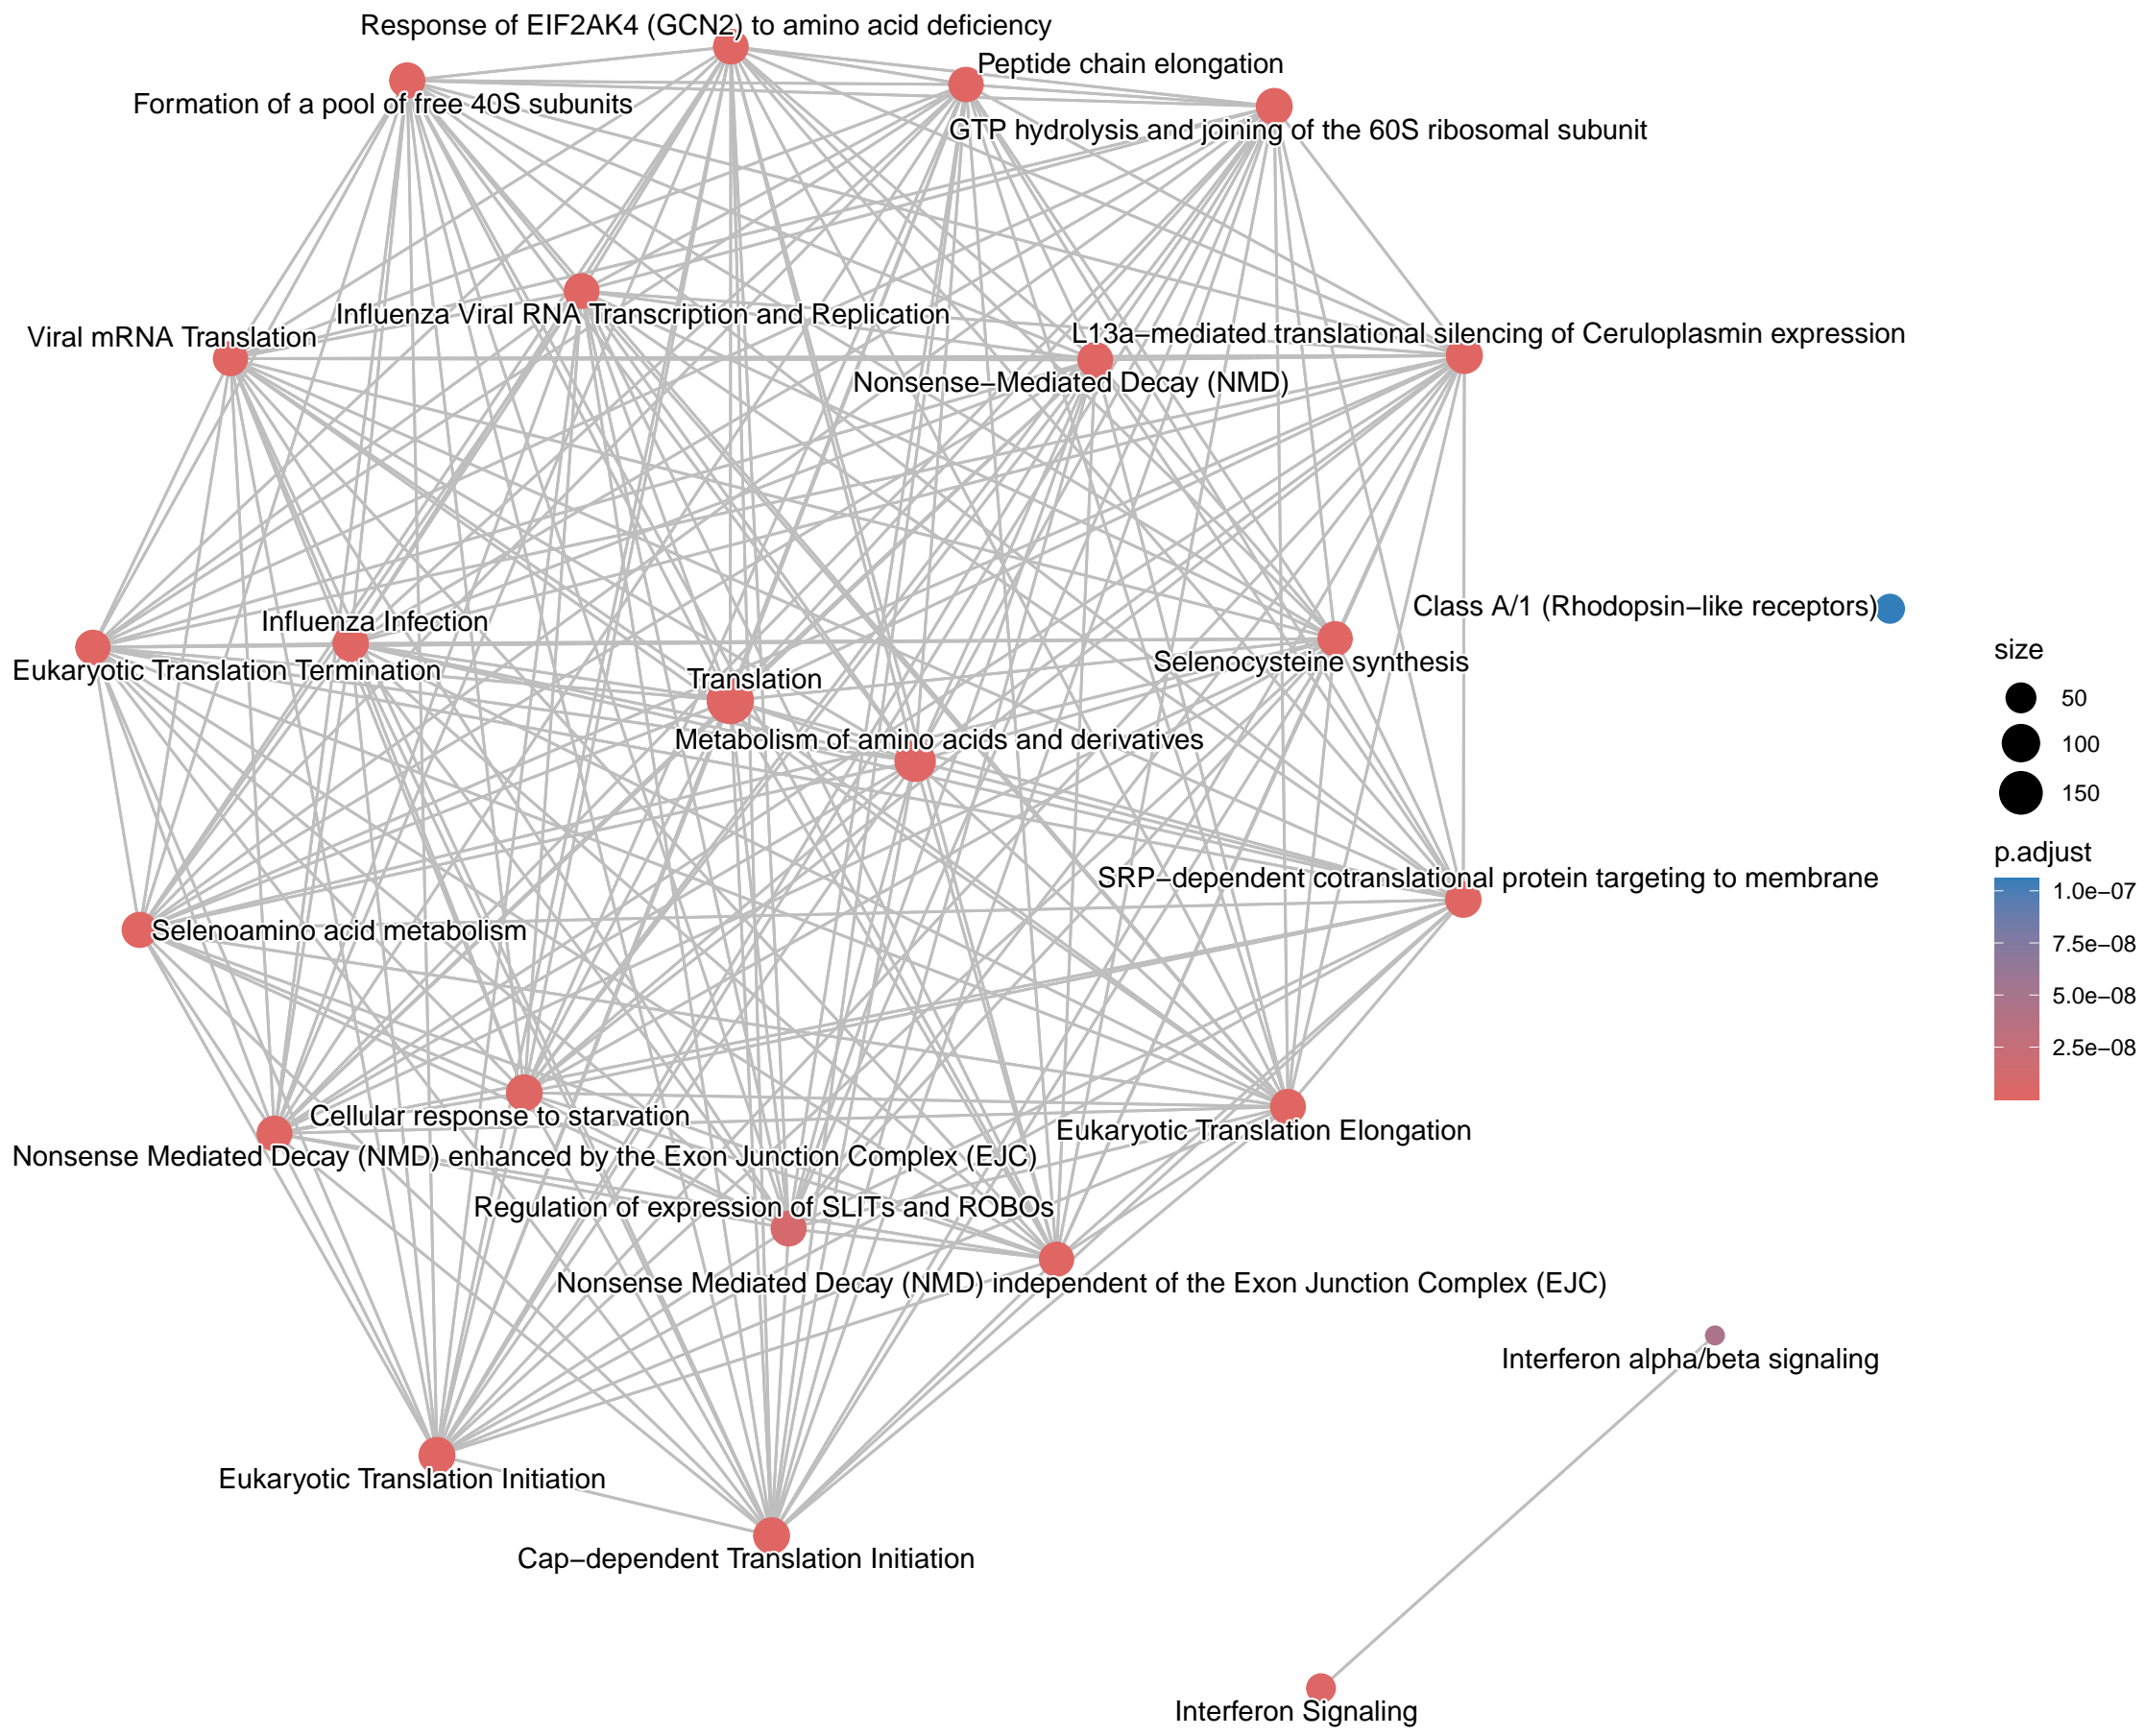 Response of EIF2AK4 (GCN2) to amino acid deficiency
Peptide chain elongation
Formation of a pool of free 40S subunits
GTP hydrolysis and joining of the 60S ribosomal subunit
Influenza Viral RNA Transcription and Replication
Viral mRNA Translation
L13a−mediated translational silencing of Ceruloplasmin expression
Nonsense−Mediated Decay (NMD)
Class A/1 (Rhodopsin−like receptors)
Influenza Infection
Eukaryotic Translation Termination
Selenocysteine synthesis
Translation
Metabolism of amino acids and derivatives
SRP−dependent cotranslational protein targeting to membrane
Selenoamino acid metabolism
Cellular response to starvation
Eukaryotic Translation Elongation
Nonsense Mediated Decay (NMD) enhanced by the Exon Junction Complex (EJC)
Regulation of expression of SLITs and ROBOs
Nonsense Mediated Decay (NMD) independent of the Exon Junction Complex (EJC)
Interferon alpha/beta signaling
Eukaryotic Translation Initiation
Cap−dependent Translation Initiation
Interferon Signaling
size
50
100
150
p.adjust
1.0e−07
7.5e−08
5.0e−08
2.5e−08